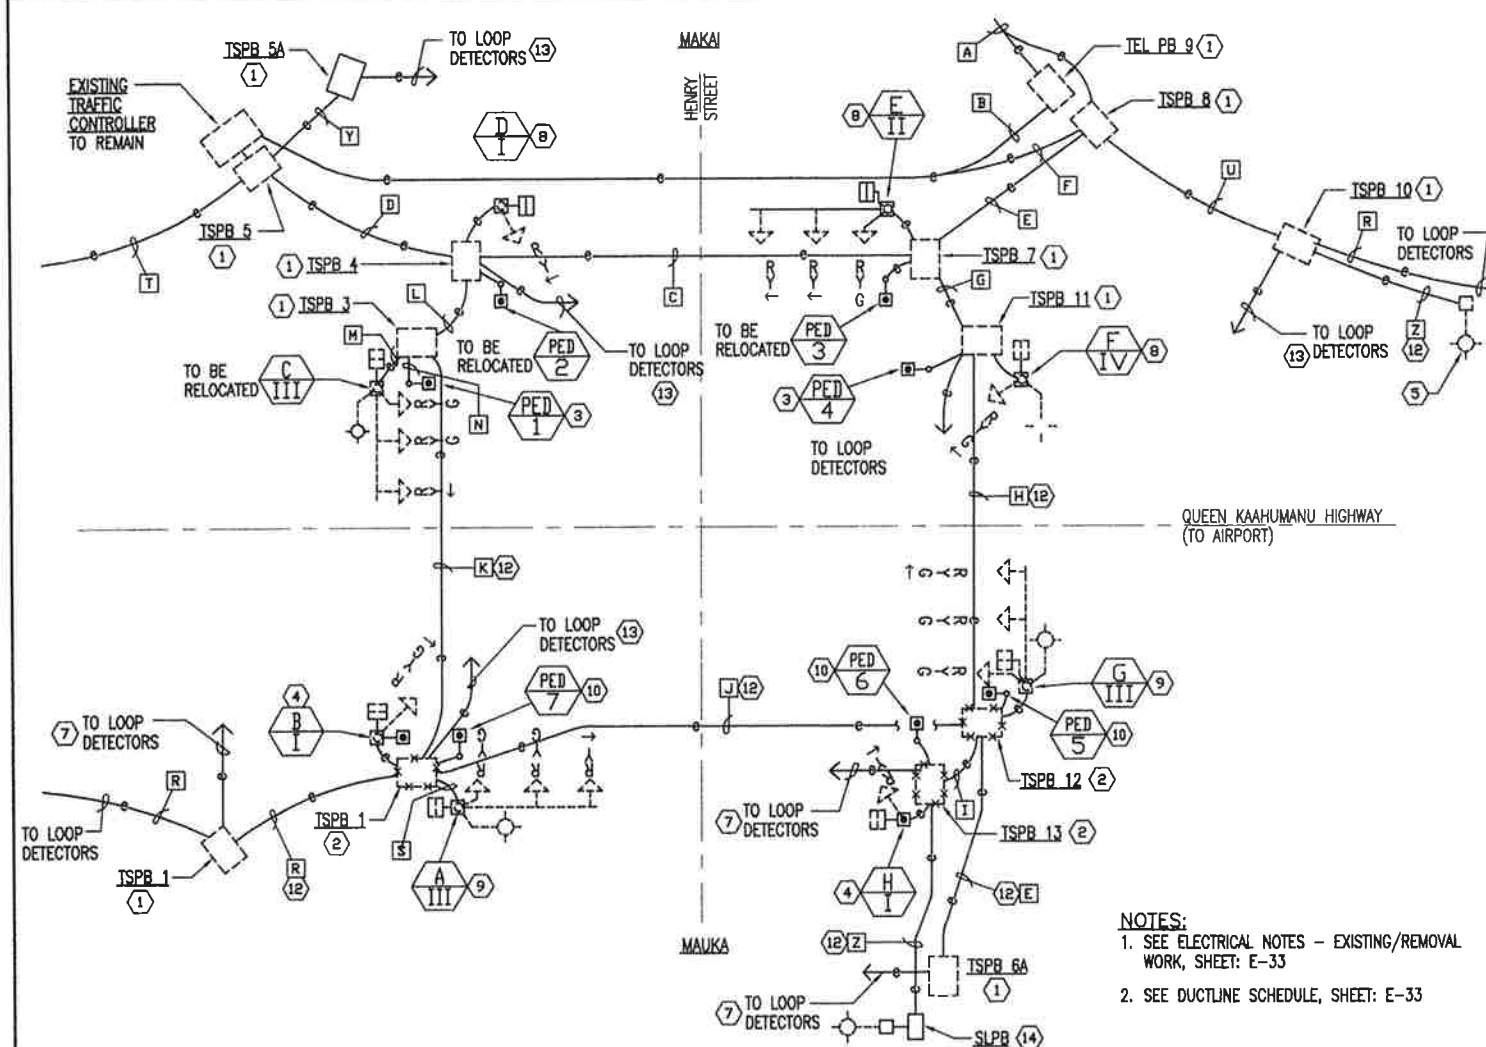 TSPB 5A
1
TO LOOP
DETECTORS 13
MAKAI
HENRY
STREET
A
TEL PB 9 1
EXISTING
TRAFFIC
CONTROLLER
TO REMAIN
Y
D
I
8
8
E
II
B
TSPB 8 1
F
U
D
TSPB 5
1
E
TSPB 10 1
R
TO LOOP
DETECTORS
T
1 TSPB 4
R Y ←
C
R Y ←
R Y ←
R Y G
TSPB 7 1
G
L
1 TSPB 3
TSPB 11 1
M
TO BE
RELOCATED
PED
2
TO LOOP
DETECTORS
13
TO BE
RELOCATED
PED
3
F
IV
8
13
TO LOOP
DETECTORS
Z
12
5
TO BE
RELOCATED
C
III
N
PED
1
3
3
PED
4
R Y G
R Y G
R Y ←
R Y G ←
TO LOOP
DETECTORS
H 12
QUEEN KAAHUMANU HIGHWAY
(TO AIRPORT)
K 12
R Y G ←
R Y G
R Y G
R Y G ←
TO LOOP
DETECTORS 13
PED
7
10
10
PED
6
J 12
4
B
I
G
III
9
PED
5
10
7 TO LOOP
DETECTORS
R
R Y G
R Y G
R Y ←
TSPB 12 2
TO LOOP
DETECTORS
TSPB 1
2
S
7 TO LOOP
DETECTORS
I
TSPB 13 2
R
12
TSPB 1
1
A
III
9
4
H
I
12 E
MAUKA
12 Z
TSPB 6A
1
7 TO LOOP
DETECTORS
SLPB 14
NOTES:
1. SEE ELECTRICAL NOTES – EXISTING/REMOVAL
WORK, SHEET: E-33
2. SEE DUCTLINE SCHEDULE, SHEET: E-33